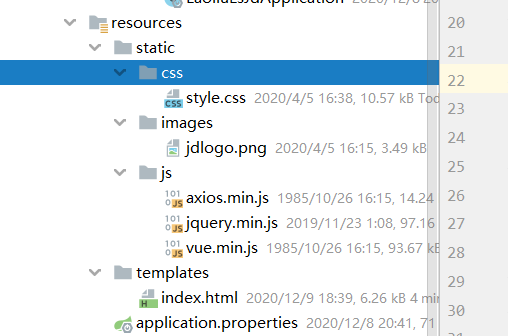 20
resources
static
21
css
22
style.css 2020/4/5 16:38, 10.57 kB Tod
23
images
24
jdlogo.png 2020/4/5 16:15, 3.49 kB
25
js
26
axios.min.js 1985/10/26 16:15, 14.24
jquery.min.js 2019/11/23 1:08, 97.16
27
vue.min.js 1985/10/26 16:15, 93.67 kB
28
templates
29
index.html 2020/12/9 18:39, 6.26 kB 4 min
30
application.properties 2020/12/8 20:41, 71